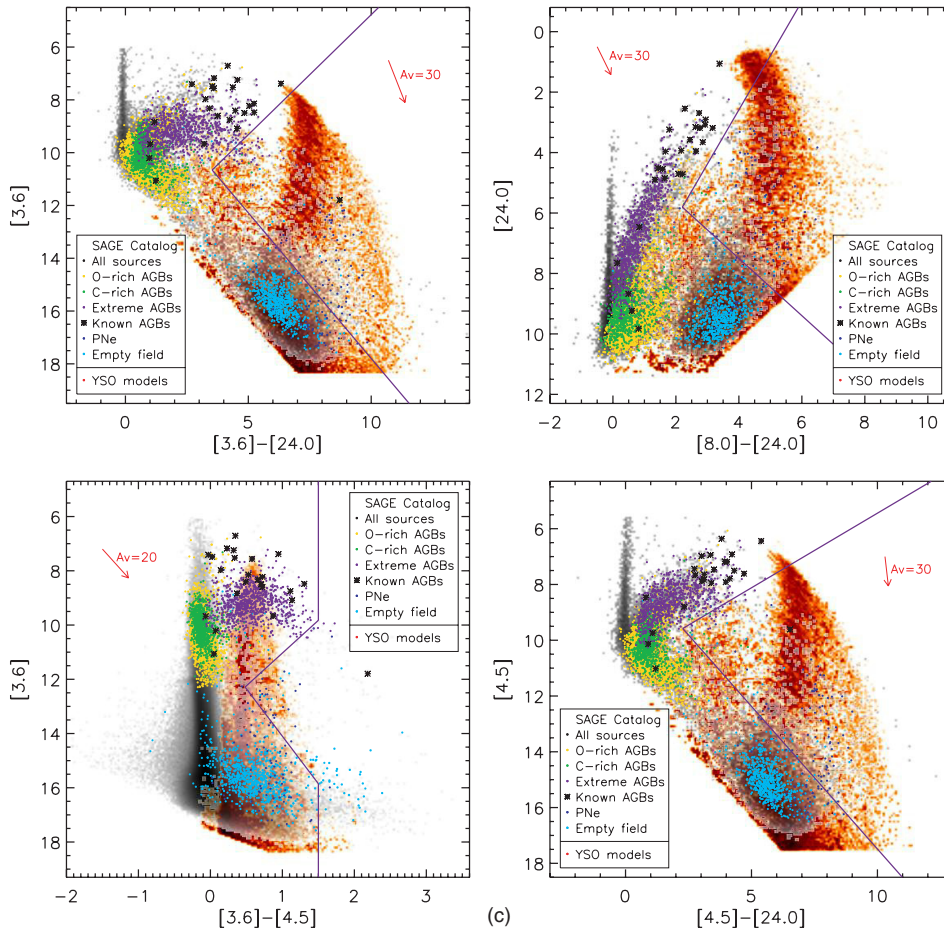 6
8
10
12
14
16
18
[3.6]
Av=30
SAGE Catalog
All sources
O-rich AGBs
C-rich AGBs
Extreme AGBs
Known AGBs
PNe
Empty field
YSO models
0
5
10
[3.6]-[24.0]
0
2
4
6
8
10
12
[24.0]
Av=30
SAGE Catalog
All sources
O-rich AGBs
C-rich AGBs
Extreme AGBs
Known AGBs
PNe
Empty field
YSO models
-2
0
2
4
6
8
10
[8.0]-[24.0]
6
8
10
12
14
16
18
[3.6]
Av=20
SAGE Catalog
All sources
O-rich AGBs
C-rich AGBs
Extreme AGBs
Known AGBs
PNe
Empty field
YSO models
-2
-1
0
1
2
3
[3.6]-[4.5]
(c)
6
8
10
12
14
16
18
[4.5]
Av=30
SAGE Catalog
All sources
O-rich AGBs
C-rich AGBs
Extreme AGBs
Known AGBs
PNe
Empty field
YSO models
0
5
10
[4.5]-[24.0]